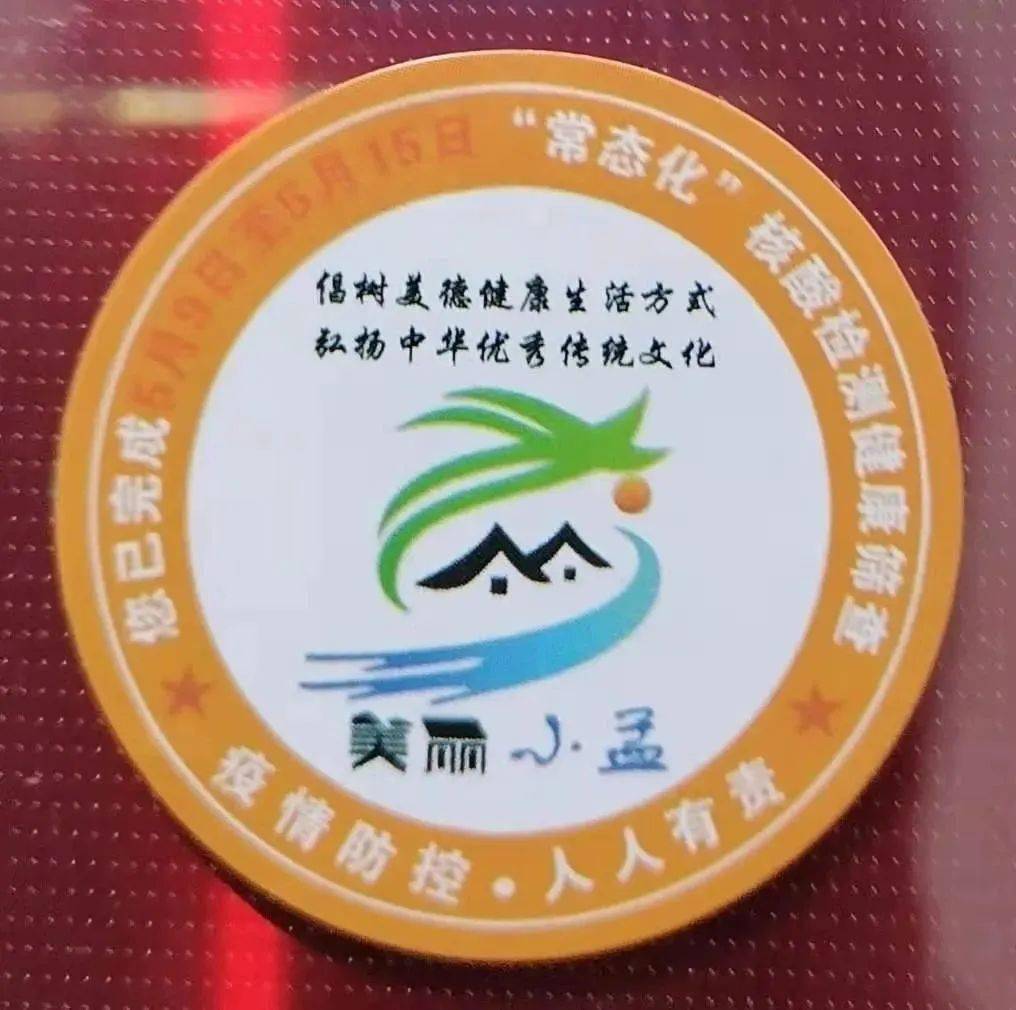 您已完成5月9日至5月15日“常态化”核酸检测健康筛查
倡树美德健康生活方式
弘扬中华优秀传统文化
美丽小孟
疫情防控·人人有责